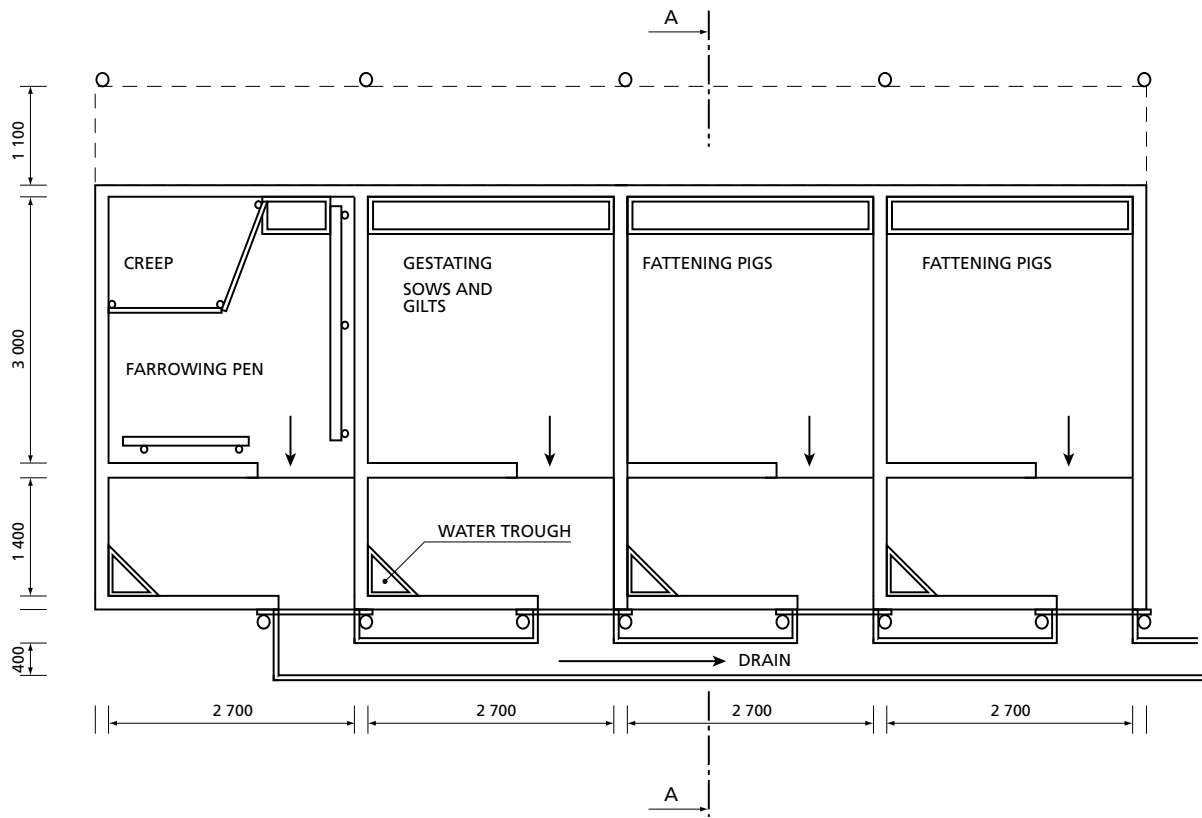 A
1 100
CREEP
GESTATING
SOWS AND
GILTS
FATTENING PIGS
FATTENING PIGS
3 000
FARROWING PEN
WATER TROUGH
1 400
400
DRAIN
2 700
2 700
2 700
2 700
A